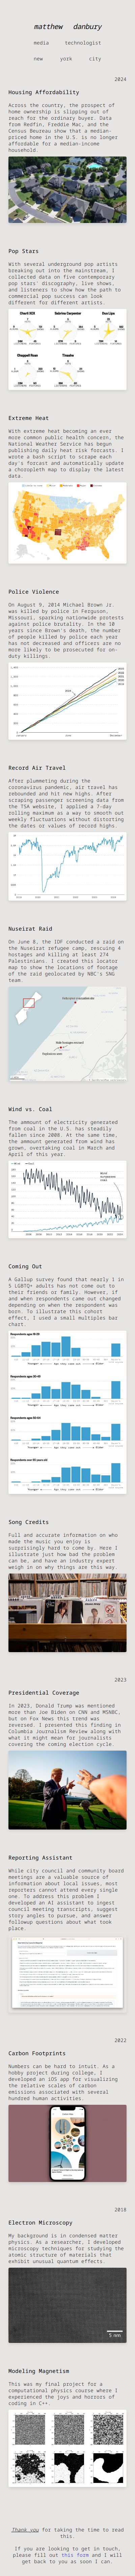 matthew danbury
media technologist
new york city
2024
Housing Affordability
Across the country, the prospect of
home ownership is slipping out of
reach for the ordinary buyer. Data
from Redfin, Freddie Mac, and the
Census Beureau show that a median-
priced home in the U.S. is no longer
affordable for a median-income
household.
Pop Stars
With several underground pop artists
breaking out into the mainstream, I
collected data on five contemporary
pop stars' discography, live shows,
and listeners to show how the path to
commercial pop success can look
different for different artists.
Charli XCX
Sabrina Carpenter
Dua Lipa
Chappell Roan
Tinashe
Extreme Heat
With extreme heat becoming an ever
more common public health concern, the
National Weather Service has begun
publishing daily heat risk forecasts. I
wrote a bash script to scrape each
day's forecast and automatically update
a choropleth map to display the latest
data.
Police Violence
On August 9, 2014 Michael Brown Jr.
was killed by police in Ferguson,
Missouri, sparking nationwide protests
against police brutality. In the 10
years since Brown's death, the number
of people killed by police per year
has not decreased and officers are no
more likely to be prosecuted for on-
duty killings.
Record Air Travel
After plummeting during the
coronavirus pandemic, air travel has
rebounded and hit new highs. After
scraping passenger screening data from
the TSA website, I applied a 7-day
rolling maximum as a way to smooth out
weekly fluctuations without distorting
the dates or values of record highs.
Nuseirat Raid
On June 8, the IDF conducted a raid on
the Nuseirat refugee camp, rescuing 4
hostages and killing at least 274
Palestinians. I created this locator
map to show the locations of footage
of the raid geolocated by NBC's SNG
team.
Wind vs. Coal
The amount of electricity generated
from coal in the U.S. has steadily
fallen since 2008. At the same time,
the amount generated from wind has
grown, overtaking coal in March and
April of this year.
Coming Out
A Gallup survey found that nearly 1 in
5 LGBTQ+ adults has not come out to
their friends or family. However, if
and when respondents came out changed
depending on when the respondent was
born. To illustrate this cohort
effect, I used a small multiples bar
chart.
Respondents ages 18-29
Respondents ages 30-49
Respondents ages 50-64
Song Credits
Full and accurate information on who
made the music you enjoy is
surprisingly hard to come by. Here I
illustrate just how bad the problem
can be, and have an industry expert
weigh in on why things are this way.
2023
Presidential Coverage
In 2023, Donald Trump was mentioned
more than Joe Biden on CNN and MSNBC,
but on Fox News this trend was
reversed. I presented this finding in
Columbia Journalism Review along with
what it might mean for journalists
covering the coming election cycle.
Reporting Assistant
While city council and community board
meetings are a valuable source of
information about local issues, most
reporters cannot attend every single
one. To address this problem I
developed an AI assistant to ingest
council meeting transcripts, suggest
story angles to pursue, and answer
followup questions about what took
place.
2022
Carbon Footprints
Numbers can be hard to intuit. As a
hobby project during college, I
developed an iOS app for visualizing
the relative scales of carbon
emissions associated with several
hundred human activities.
2018
Electron Microscopy
My background is in condensed matter
physics. As a researcher, I developed
microscopy techniques for studying the
atomic structure of materials that
exhibit unusual quantum effects.
5 nm
Modeling Magnetism
This was my final project for a
computational physics course where I
experienced the joys and horrors of
coding in C++.
Thank you for taking the time to read
this.
If you are looking to get in touch,
please fill out this form and I will
get back to you as soon I can.